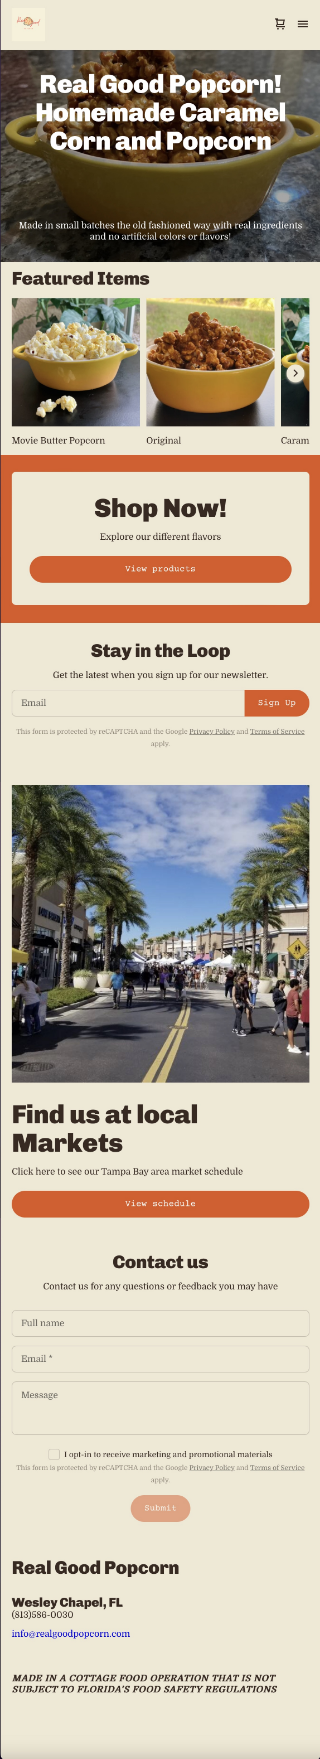 Real Good Popcorn!
Homemade Caramel
Corn and Popcorn
Made in small batches the old fashioned way with real ingredients
and no artificial colors or flavors!
Featured Items
Movie Butter Popcorn
Original
Caram
Shop Now!
Explore our different flavors
View products
Stay in the Loop
Get the latest when you sign up for our newsletter.
Email
Sign Up
This form is protected by reCAPTCHA and the Google Privacy Policy and Terms of Service
apply.
Find us at local
Markets
Click here to see our Tampa Bay area market schedule
View schedule
Contact us
Contact us for any questions or feedback you may have
Full name
Email *
Message
I opt-in to receive marketing and promotional materials
This form is protected by reCAPTCHA and the Google Privacy Policy and Terms of Service
apply.
Submit
Real Good Popcorn
Wesley Chapel, FL
(813)586-0030
info@realgoodpopcorn.com
MADE IN A COTTAGE FOOD OPERATION THAT IS NOT
SUBJECT TO FLORIDA'S FOOD SAFETY REGULATIONS